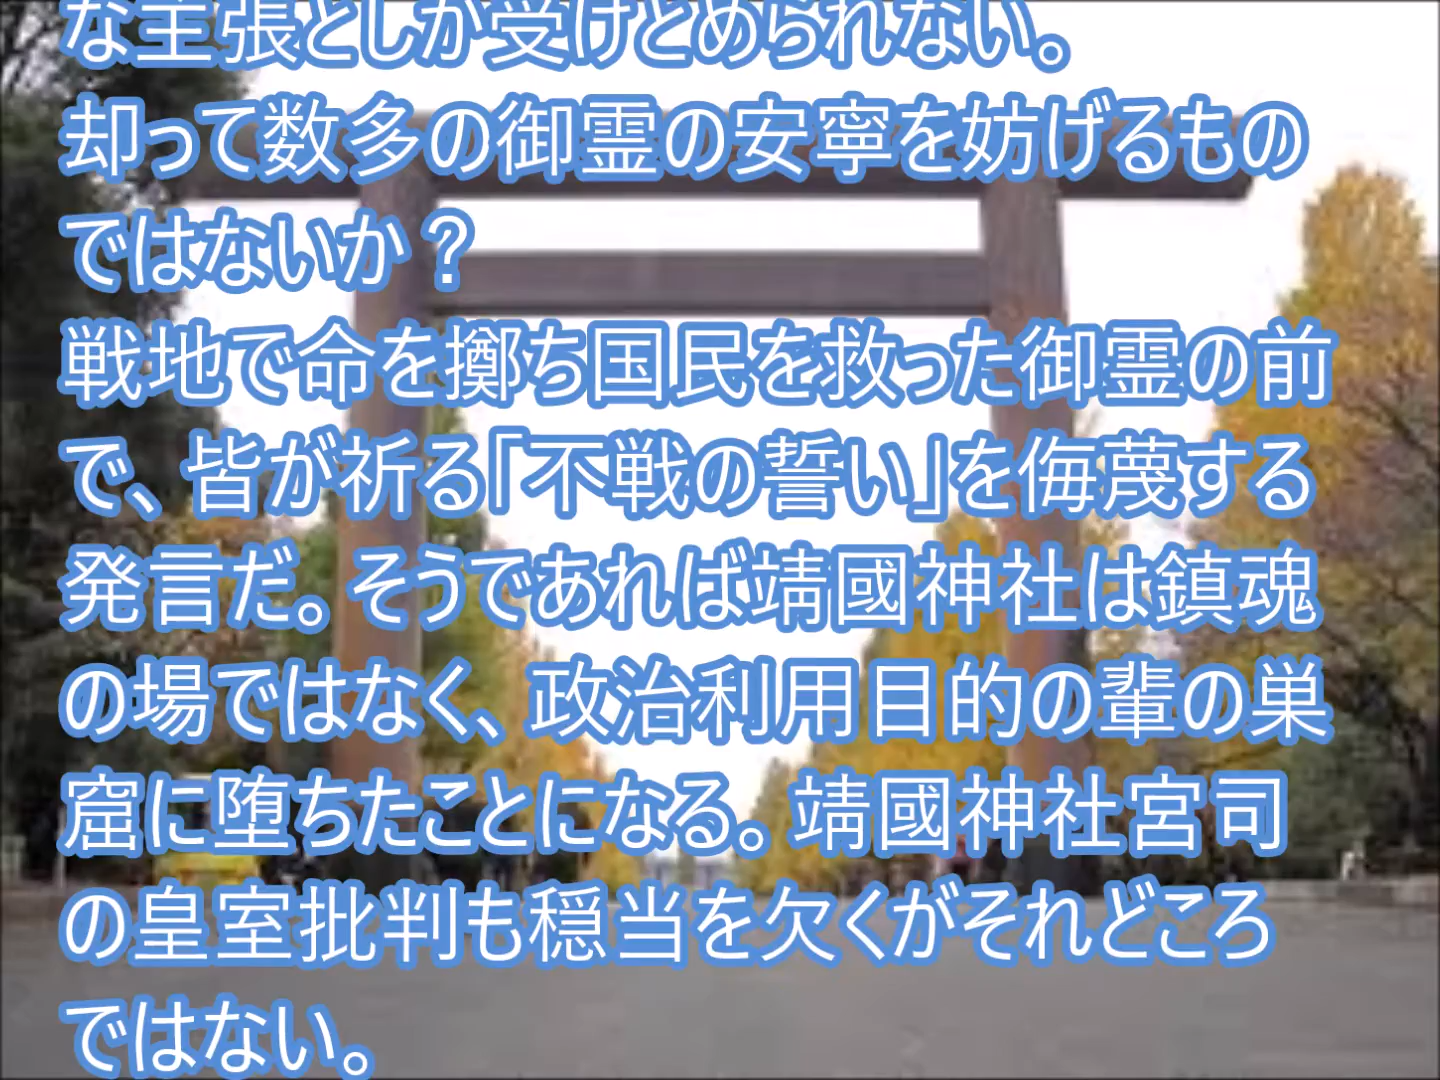 な主張としか受けとめられない。
却って数多の御霊の安寧を妨げるもの
ではないか？
戦地で命を擲ち国民を救った御霊の前
で、皆が祈る「不戦の誓い」を侮蔑する
発言だ。そうであれば靖國神社は鎮魂
の場ではなく、政治利用目的の輩の巣
窟に堕ちたことになる。靖國神社宮司
の皇室批判も穏当を欠くがそれどころ
ではない。